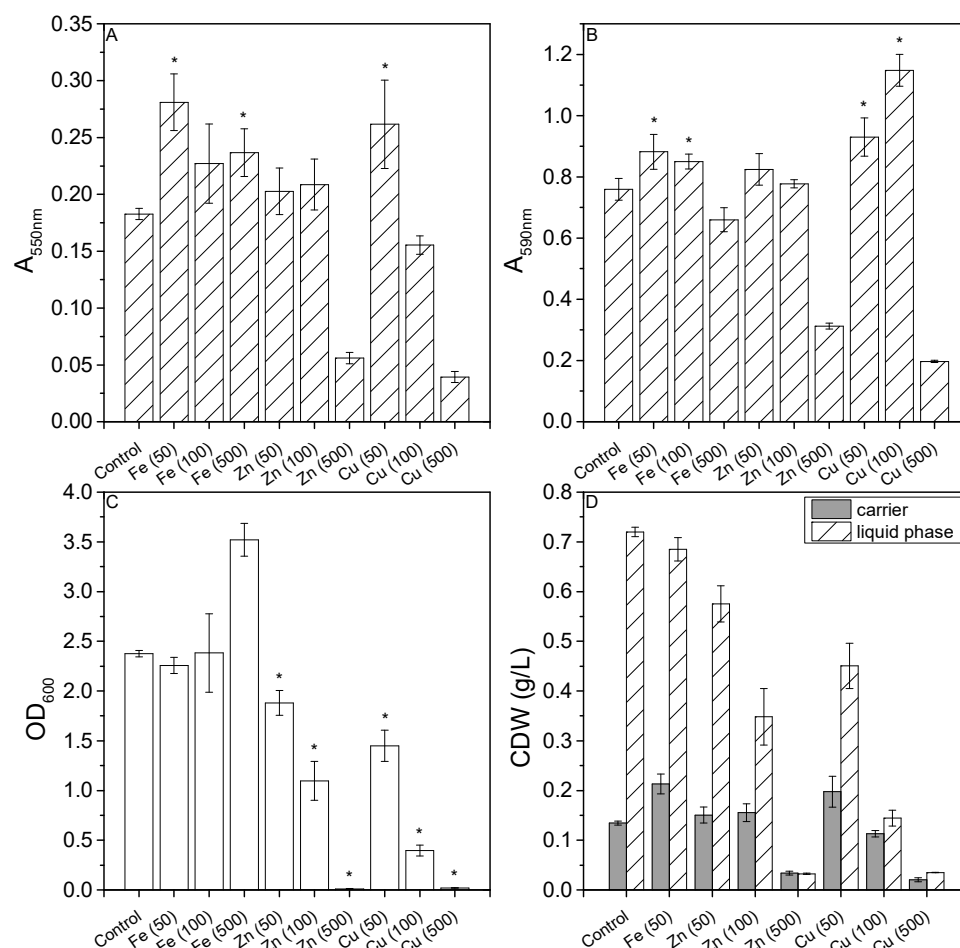 A
0.35
0.30
0.25
0.20
0.15
0.10
0.05
0.00
A550nm
*
*
*
Control
Fe (50)
Fe (100)
Fe (500)
Zn (50)
Zn (100)
Zn (500)
Cu (50)
Cu (100)
Cu (500)
B
1.2
1.0
0.8
0.6
0.4
0.2
0.0
A590nm
*
*
*
*
Control
Fe (50)
Fe (100)
Fe (500)
Zn (50)
Zn (100)
Zn (500)
Cu (50)
Cu (100)
Cu (500)
C
4.0
3.5
3.0
2.5
2.0
1.5
1.0
0.5
0.0
OD600
*
*
*
*
*
*
Control
Fe (50)
Fe (100)
Fe (500)
Zn (50)
Zn (100)
Zn (500)
Cu (50)
Cu (100)
Cu (500)
D
carrier
liquid phase
0.8
0.7
0.6
0.5
0.4
0.3
0.2
0.1
0.0
CDW (g/L)
Control
Fe (50)
Zn (50)
Zn (100)
Zn (500)
Cu (50)
Cu (100)
Cu (500)